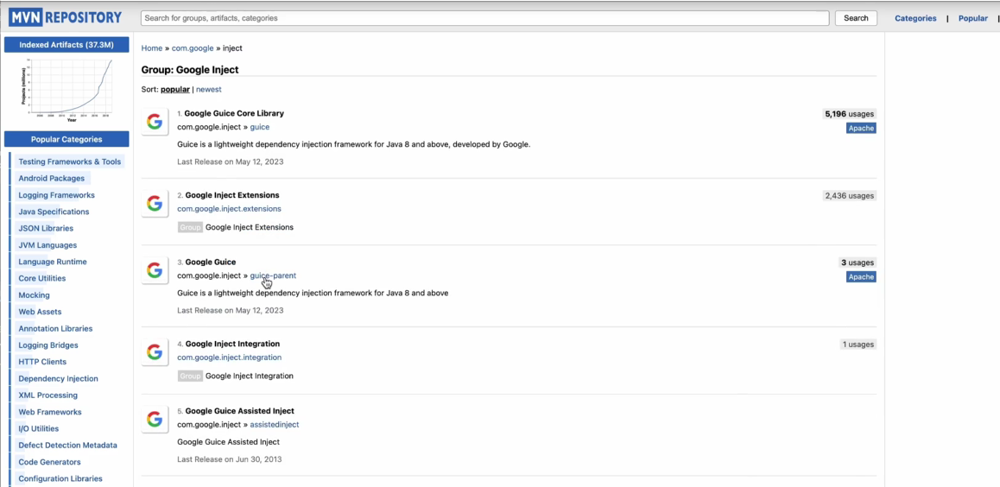 MVN REPOSITORY
Search for groups, artifacts, categories
Search
Categories | Popular |
Indexed Artifacts (37.3M)
Projects (millions)
Year
Popular Categories
Testing Frameworks & Tools
Android Packages
Logging Frameworks
Java Specifications
JSON Libraries
JVM Languages
Language Runtime
Core Utilities
Mocking
Web Assets
Annotation Libraries
Logging Bridges
HTTP Clients
Dependency Injection
XML Processing
Web Frameworks
I/O Utilities
Defect Detection Metadata
Code Generators
Configuration Libraries
Home » com.google » inject
Group: Google Inject
Sort: popular | newest
1. Google Guice Core Library
5,196 usages
com.google.inject » guice
Apache
Guice is a lightweight dependency injection framework for Java 8 and above, developed by Google.
Last Release on May 12, 2023
2. Google Inject Extensions
2,436 usages
com.google.inject.extensions
Group Google Inject Extensions
3. Google Guice
3 usages
com.google.inject » guice-parent
Apache
Guice is a lightweight dependency injection framework for Java 8 and above
Last Release on May 12, 2023
4. Google Inject Integration
1 usages
com.google.inject.integration
Group Google Inject Integration
5. Google Guice Assisted Inject
com.google.inject » assistedinject
Google Guice Assisted Inject
Last Release on Jun 30, 2013